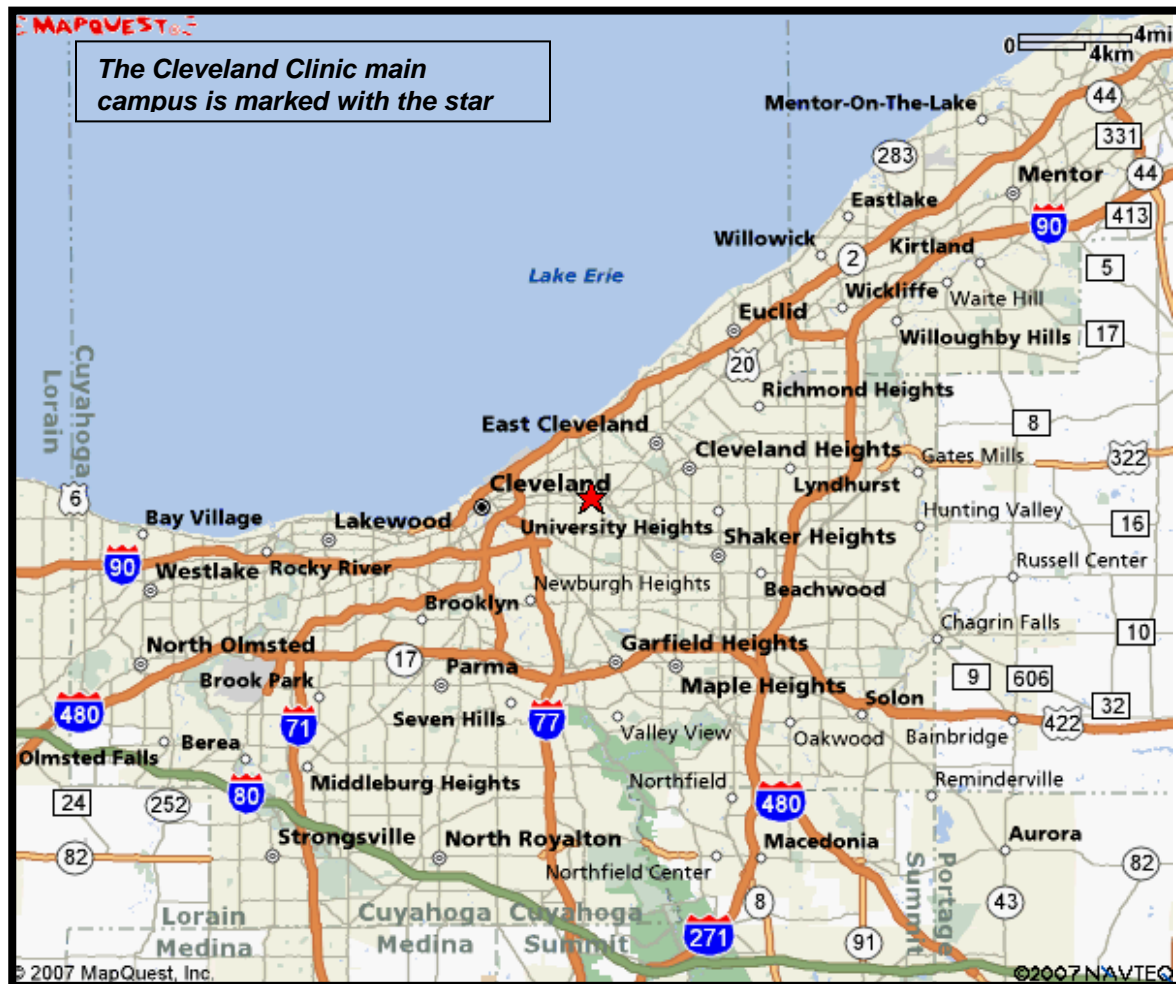 MAPQUEST
The Cleveland Clinic main
campus is marked with the star
0 4mi
4km
44
Mentor-On-The-Lake
331
283
Mentor
44
Eastlake
413
90
Willowick
Kirtland
2
5
Lake Erie
Wickliffe
Waite Hill
Euclid
Willoughby Hills
17
20
Cuyahoga
Lorain
Richmond Heights
East Cleveland
8
Cleveland Heights
Gates Mills
322
Cleveland
Lyndhurst
6
Bay Village
Lakewood
University Heights
Hunting Valley
16
Shaker Heights
90
Westlake
Rocky River
Newburgh Heights
Beachwood
Russell Center
Brooklyn
Chagrin Falls
10
North Olmsted
17
Parma
Garfield Heights
9
606
Brook Park
Maple Heights
Solon
32
480
71
Seven Hills
77
Valley View
Oakwood
Bainbridge
422
Olmsted Falls
Berea
Middleburg Heights
Northfield
Reminderville
24
252
80
480
Strongsville
North Royalton
Macedonia
Aurora
82
Northfield Center
82
Summit
Portage
8
43
Lorain
Medina
Cuyahoga
Medina
Cuyahoga
Summit
271
91
© 2007 MapQuest, Inc.
©2007 NAVTEQ